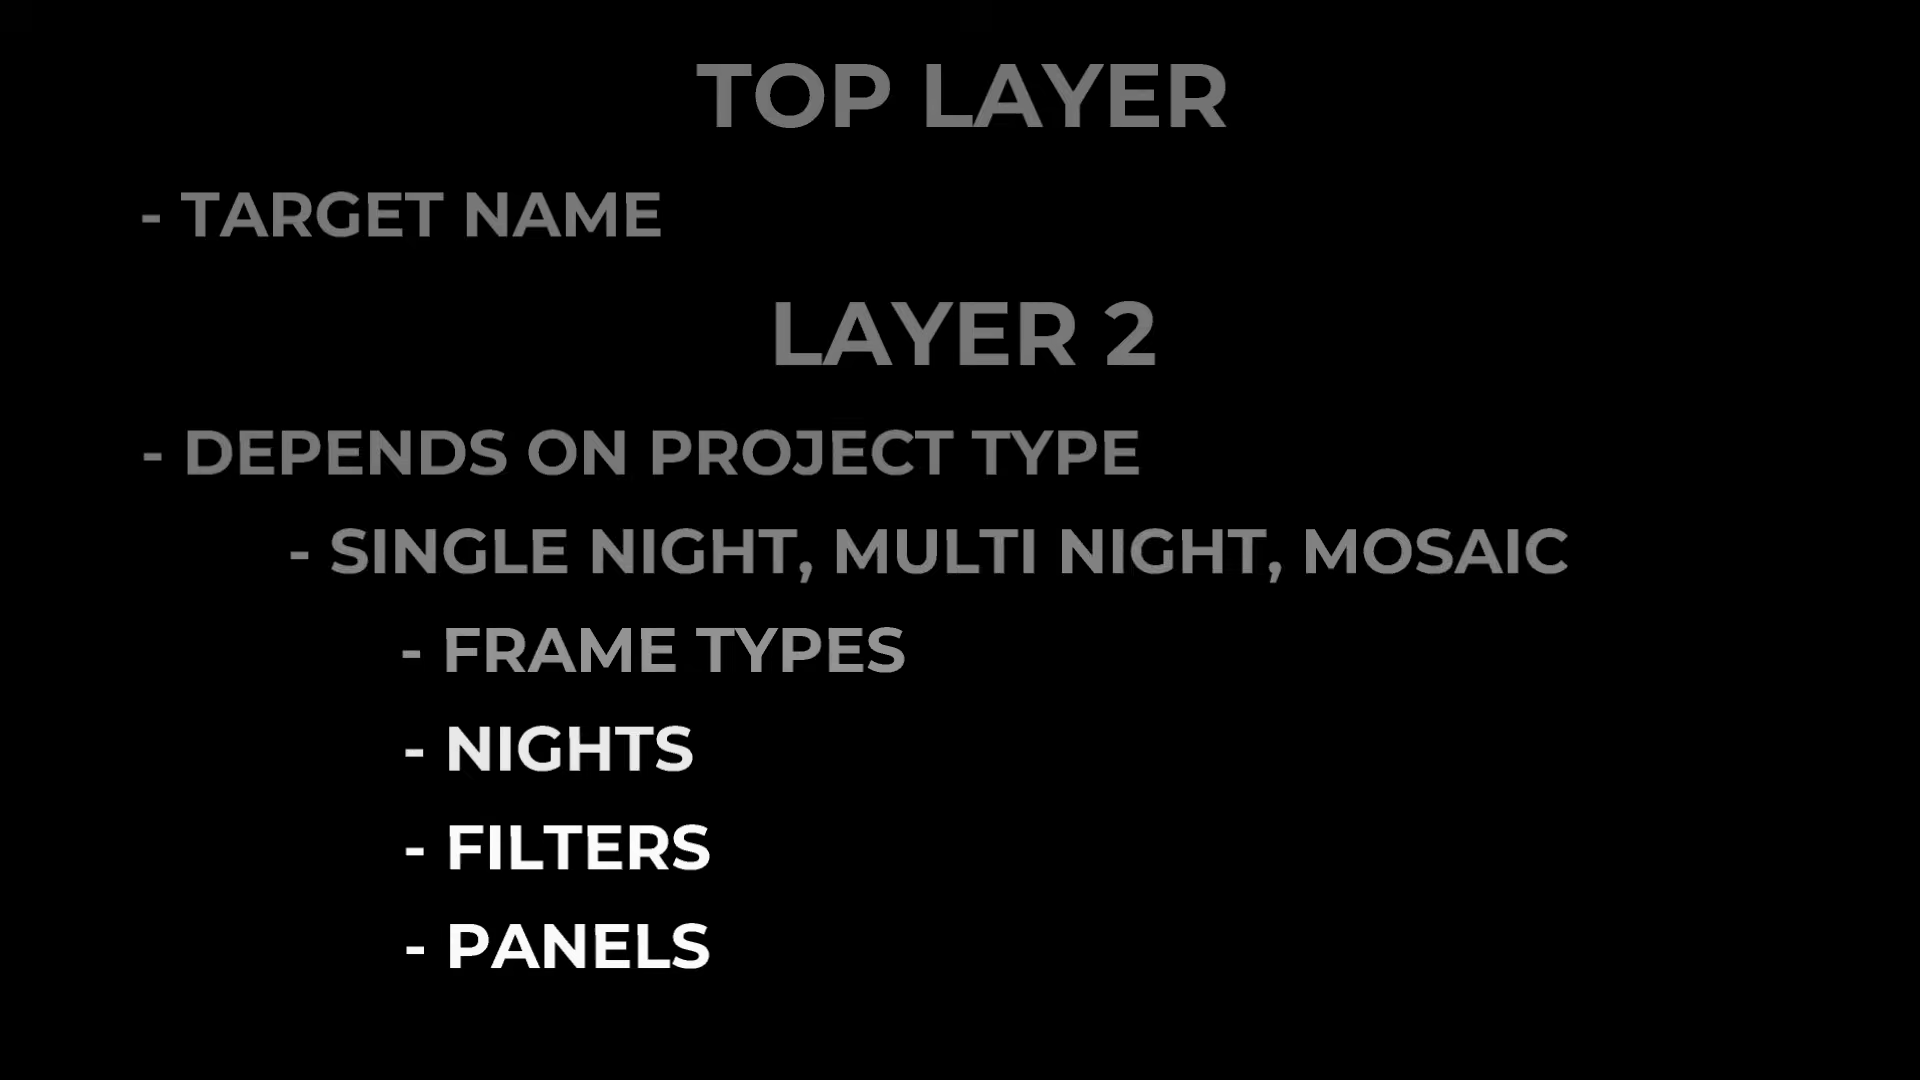 TOP LAYER
- TARGET NAME
LAYER 2
- DEPENDS ON PROJECT TYPE
- SINGLE NIGHT, MULTI NIGHT, MOSAIC
- FRAME TYPES
- NIGHTS
- FILTERS
- PANELS